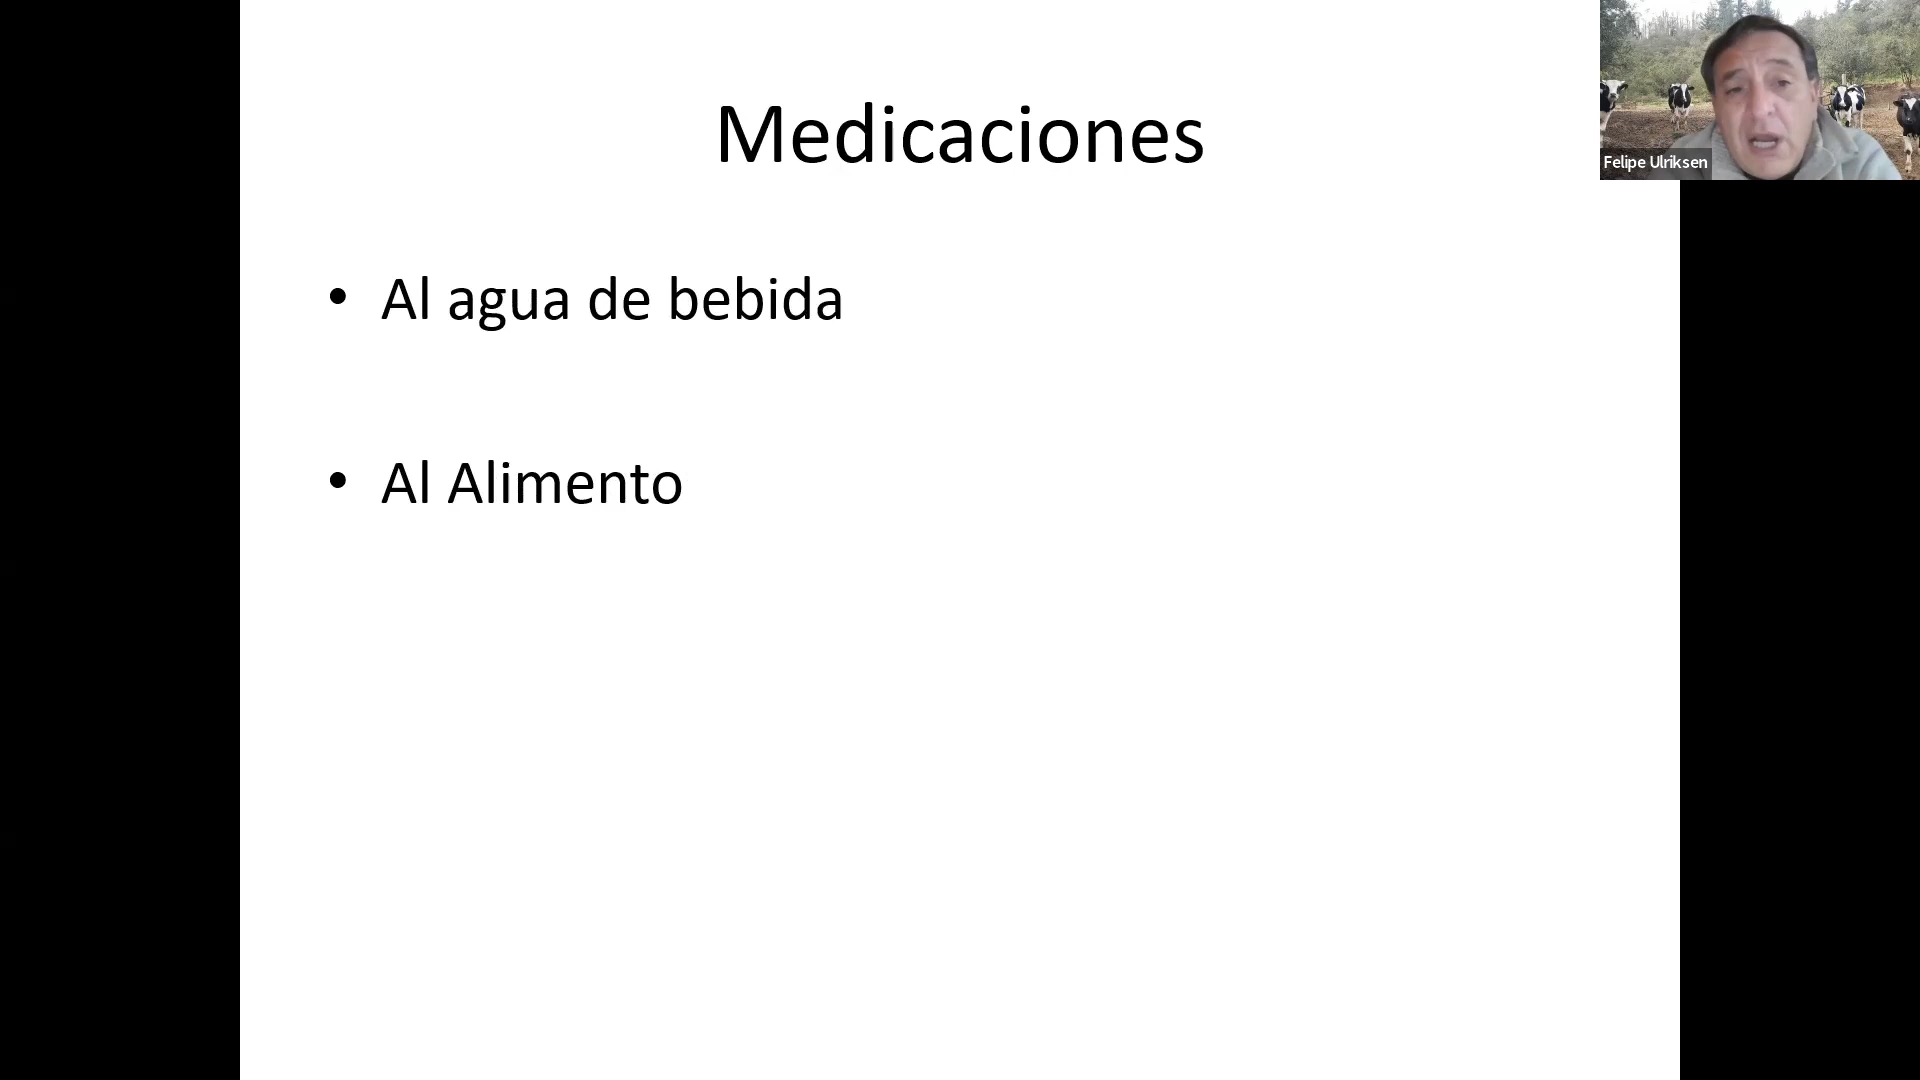 Medicaciones
Felipe Ulriksen
• Al agua de bebida
• Al Alimento